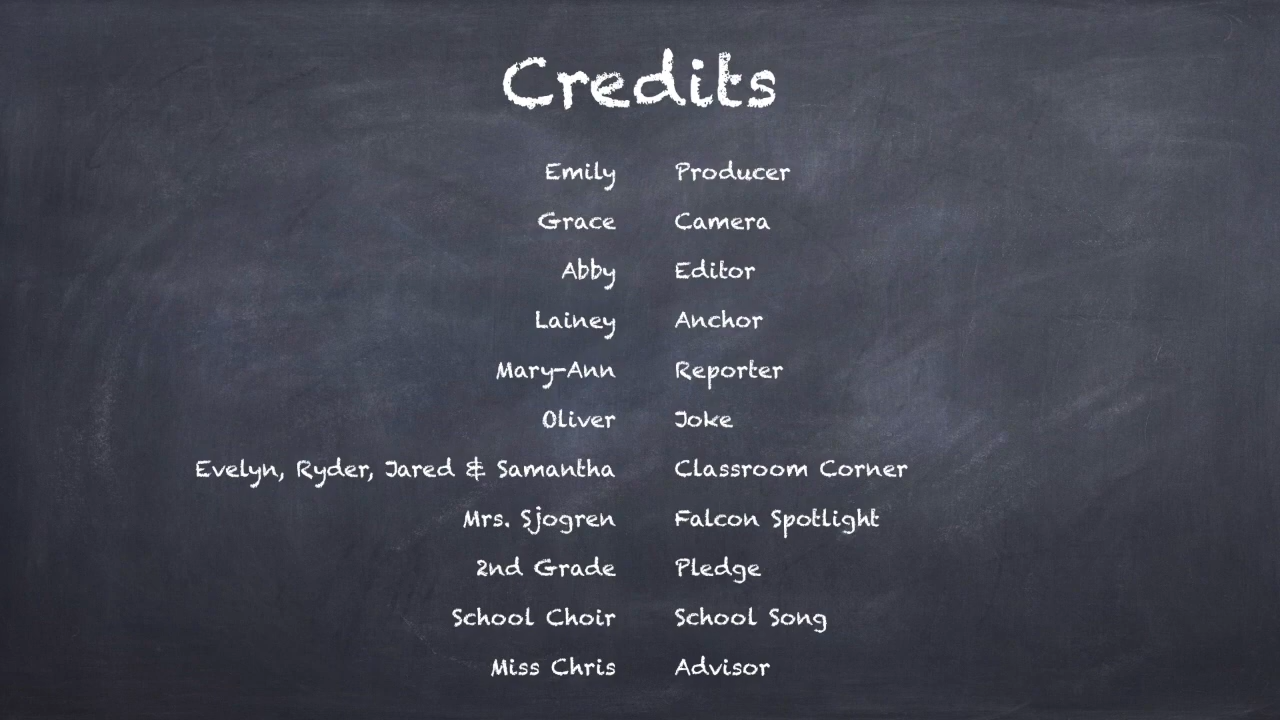 Credits
Emily Producer
Grace Camera
Abby Editor
Lainey Anchor
Mary-Ann Reporter
Oliver Joke
Evelyn, Ryder, Jared & Samantha Classroom Corner
Mrs. Sjogren Falcon Spotlight
2nd Grade Pledge
School Choir School Song
Miss Chris Advisor